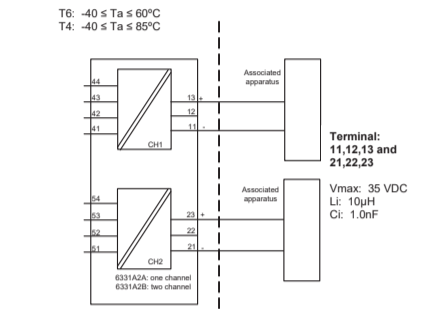 T6: -40 ≤ Ta ≤ 60ºC
T4: -40 ≤ Ta ≤ 85ºC
44
43
42
41
13 +
12
11 -
CH1
Associated
apparatus
Terminal:
11,12,13 and
21,22,23
Vmax: 35 VDC
Li: 10µH
Ci: 1.0nF
54
53
52
51
23 +
22
21 -
CH2
Associated
apparatus
6331A2A: one channel
6331A2B: two channel